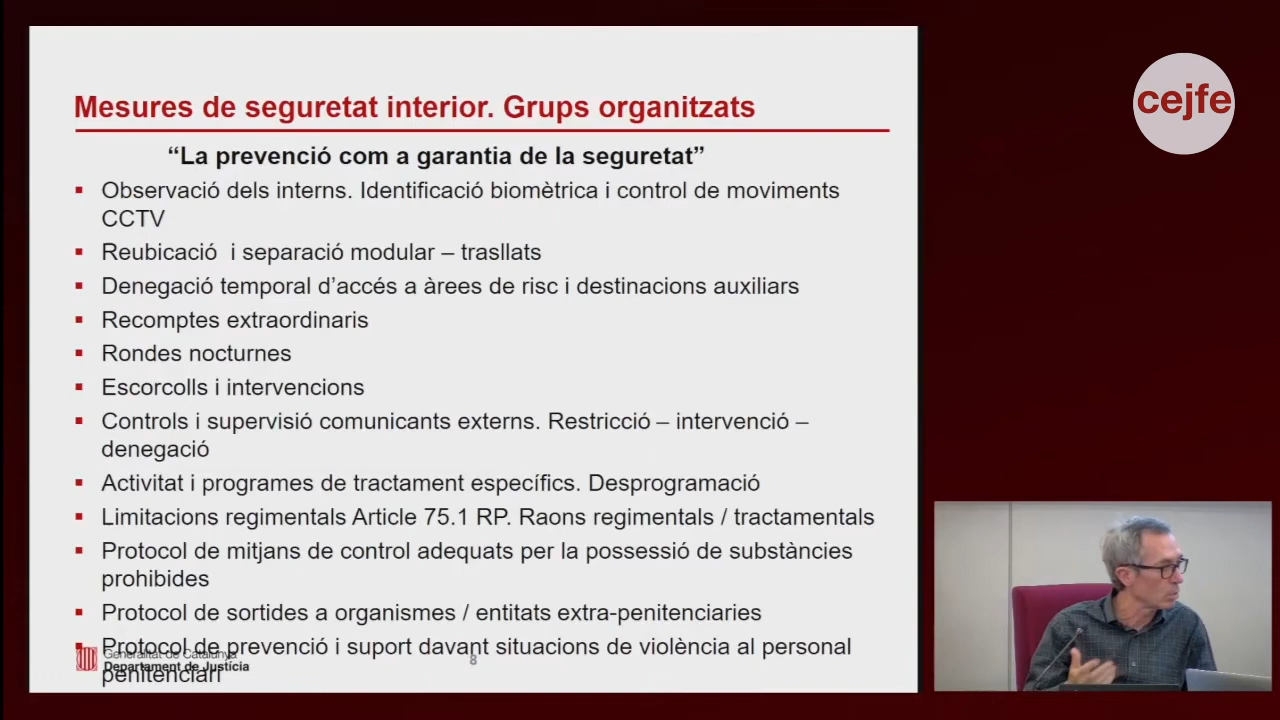 Mesures de seguretat interior. Grups organitzats
cejfe
“La prevenció com a garantia de la seguretat”
▪ Observació dels interns. Identificació biomètrica i control de moviments
CCTV
▪ Reubicació  i separació modular – trasllats
▪ Denegació temporal d’accés a àrees de risc i destinacions auxiliars
▪ Recomptes extraordinaris
▪ Rondes nocturnes
▪ Escorcolls i intervencions
▪ Controls i supervisió comunicants externs. Restricció – intervenció –
denegació
▪ Activitat i programes de tractament específics. Desprogramació
▪ Limitacions regimentals Article 75.1 RP. Raons regimentals / tractamentals
▪ Protocol de mitjans de control adequats per la possessió de substàncies
prohibides
▪ Protocol de sortides a organismes / entitats extra-penitenciaries
▪ Protocol de prevenció i suport davant situacions de violència al personal
penitenciari
Generalitat de Catalunya
Departament de Justícia
8